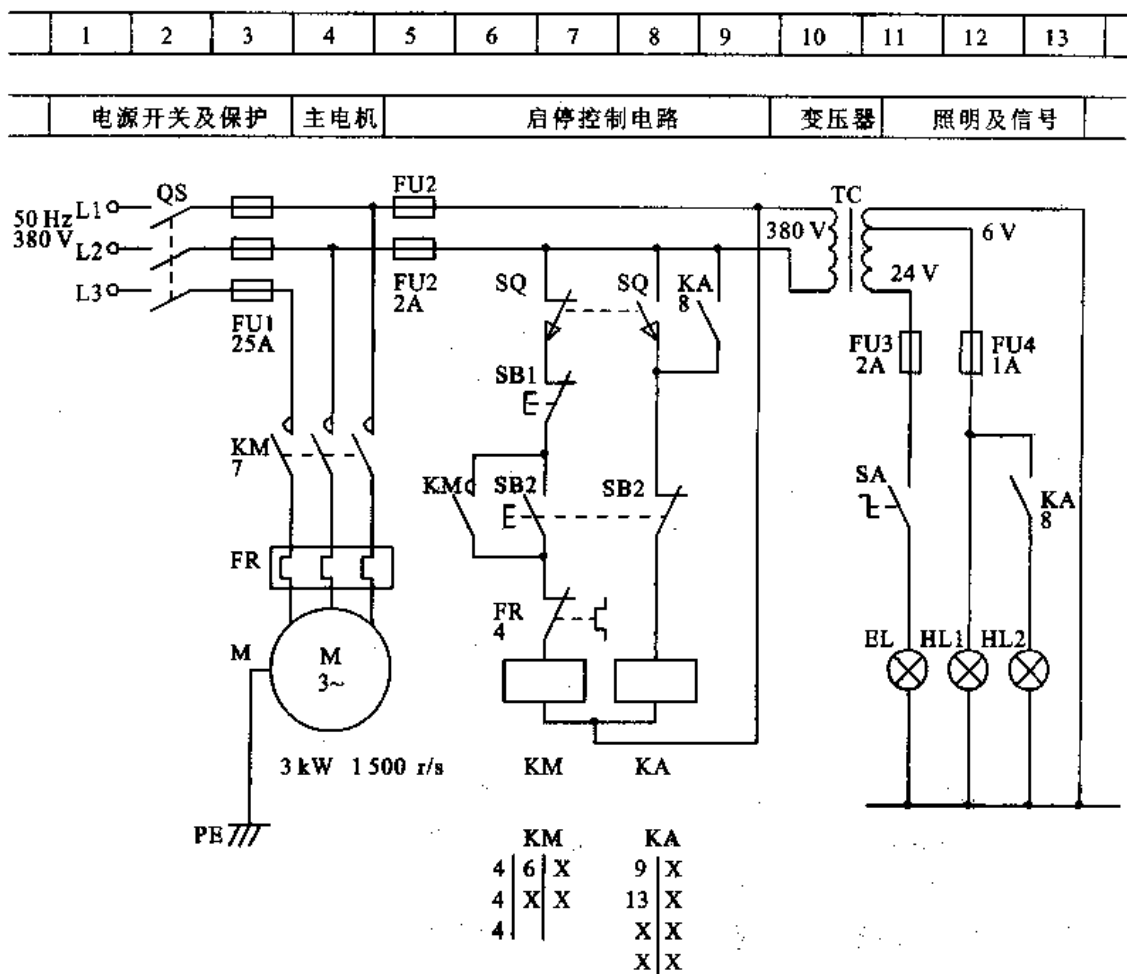 1 2 3 4 5 6 7 8 9 10 11 12 13
电源开关及保护 主电机 启停控制电路 变压器 照明及信号
QS FU2 TC
50 Hz L1
380 V L2 380 V 6 V
L3 FU2 SQ SQ KA 24 V
2A 8
FU1
25A
FU3 FU4
2A 1A
SB1
KM
7
KM SB2 SB2 SA KA
8
FR FR
4
M M EL HL1 HL2
3~
3 kW 1 500 r/s KM KA
PE
KM KA
4 6 X 9 X
4 X X 13 X
4 X X
X X